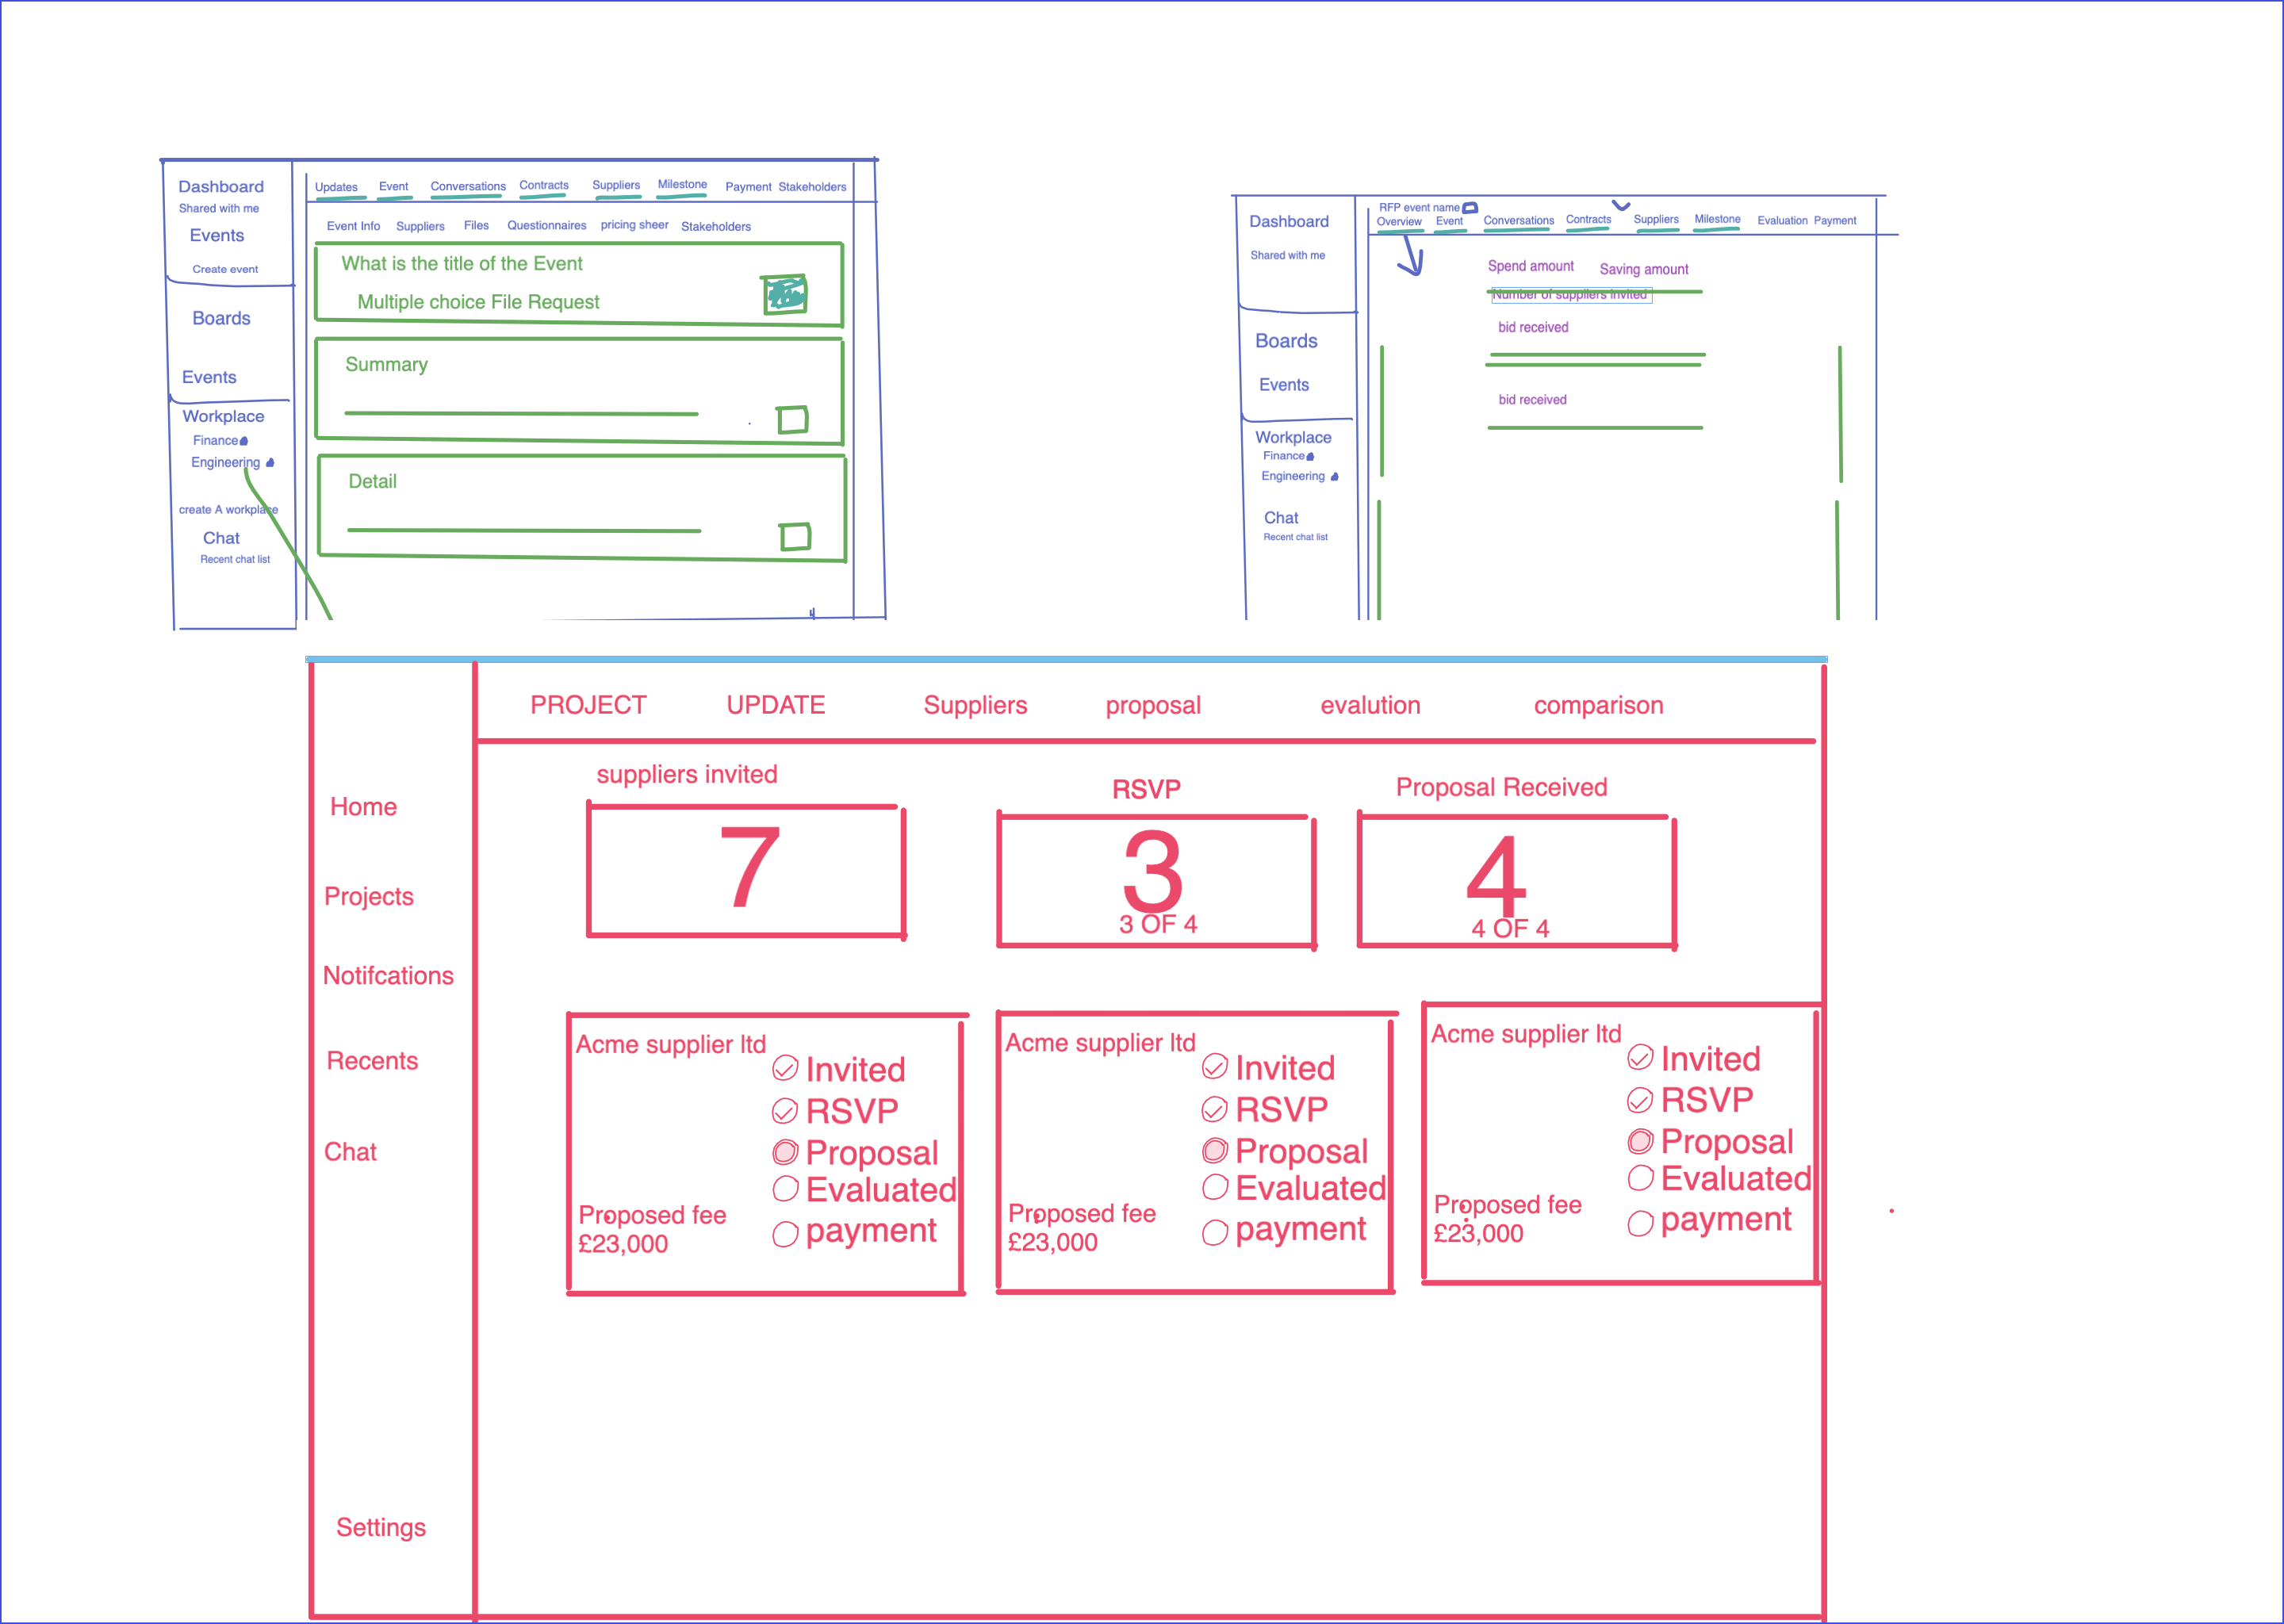 Dashboard
Shared with me
Events
Create event
Boards
Events
Workplace
Finance
Engineering
create A workplace
Chat
Recent chat list
Updates Event Conversations Contracts Suppliers Milestone Payment Stakeholders
Event Info Suppliers Files Questionnaires pricing sheer Stakeholders
What is the title of the Event
Multiple choice File Request
Summary
Detail
Dashboard
Shared with me
Boards
Events
Workplace
Finance
Engineering
Chat
Recent chat list
RFP event name
Overview Event Conversations Contracts Suppliers Milestone Evaluation Payment
Spend amount Saving amount
Number of suppliers invited
bid received
bid received
PROJECT UPDATE Suppliers proposal evalution comparison
Home
Projects
Notifcations
Recents
Chat
Settings
suppliers invited
7
RSVP
3
3 OF 4
Proposal Received
4
4 OF 4
Acme supplier ltd
Invited
RSVP
Proposal
Evaluated
payment
Proposed fee
£23,000
Acme supplier ltd
Invited
RSVP
Proposal
Evaluated
payment
Proposed fee
£23,000
Acme supplier ltd
Invited
RSVP
Proposal
Evaluated
payment
Proposed fee
£23,000